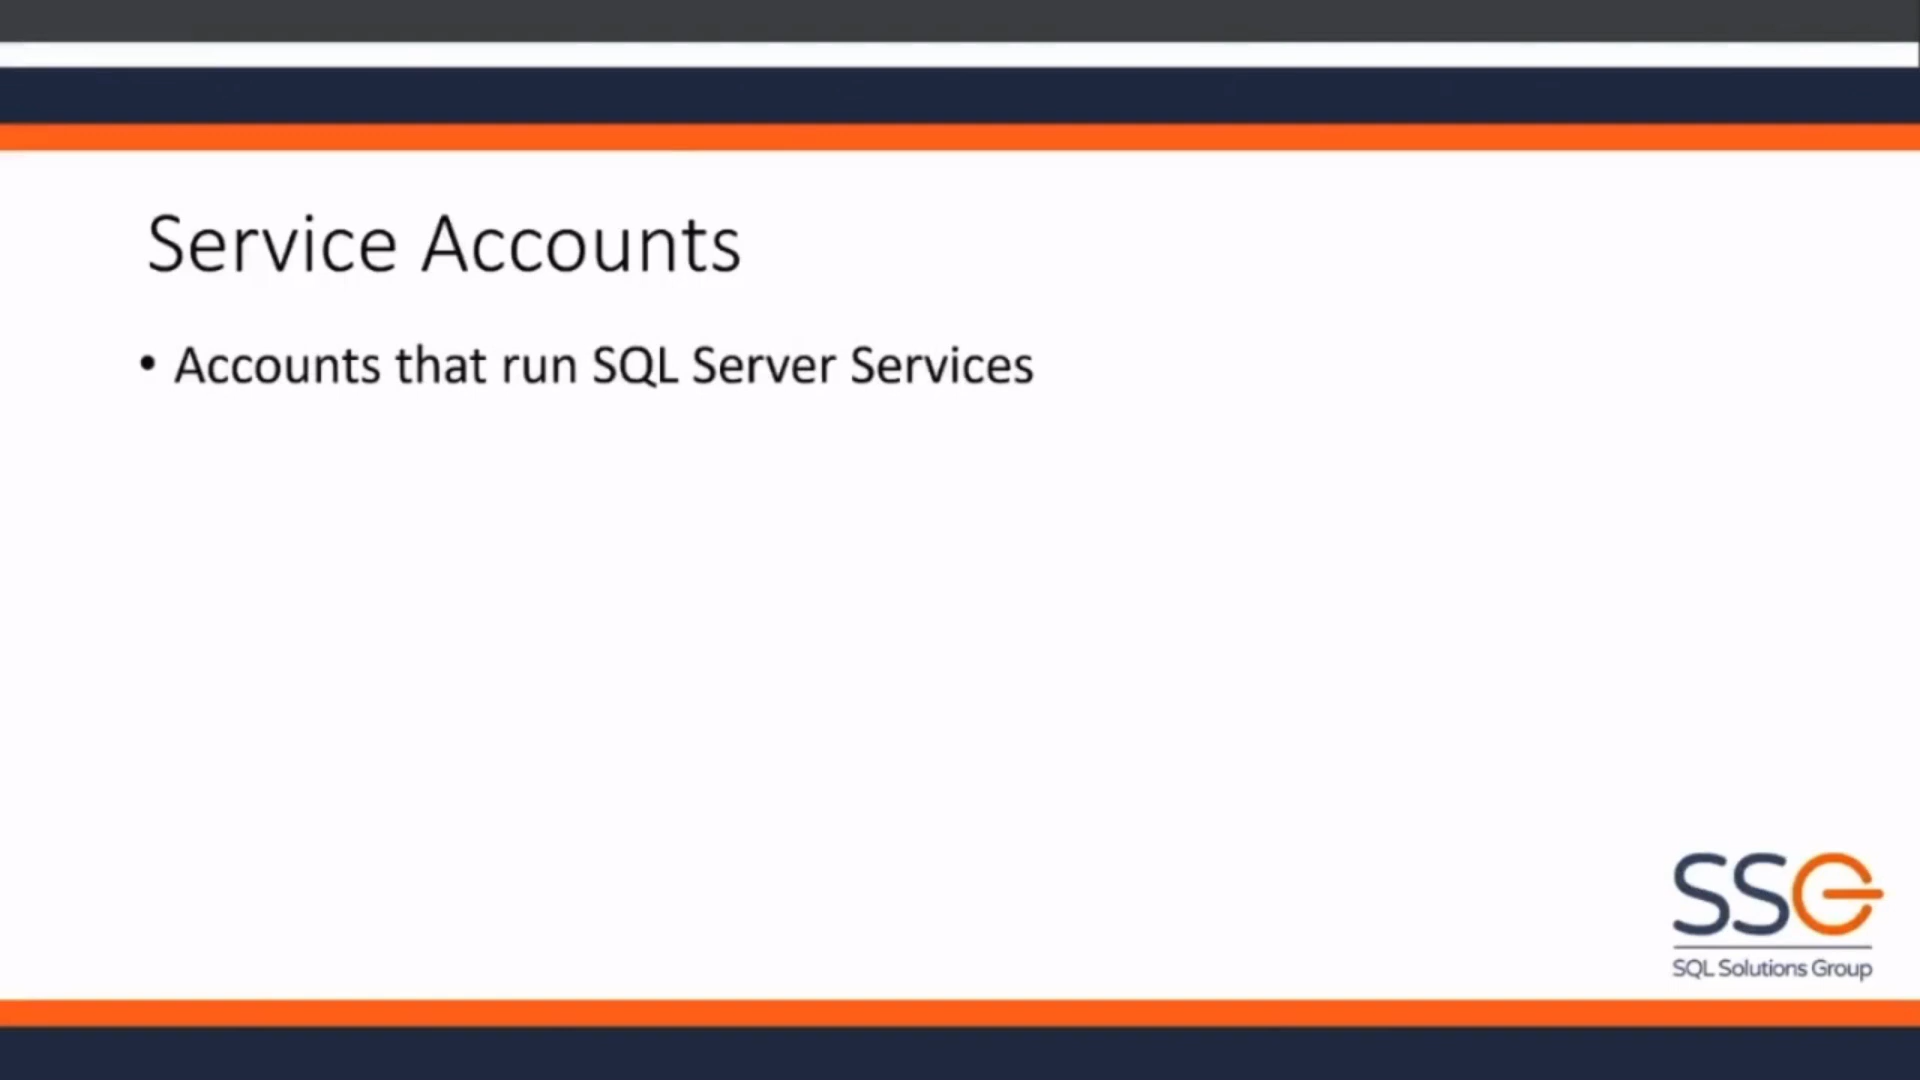 Service Accounts
• Accounts that run SQL Server Services
SSG
SQL Solutions Group